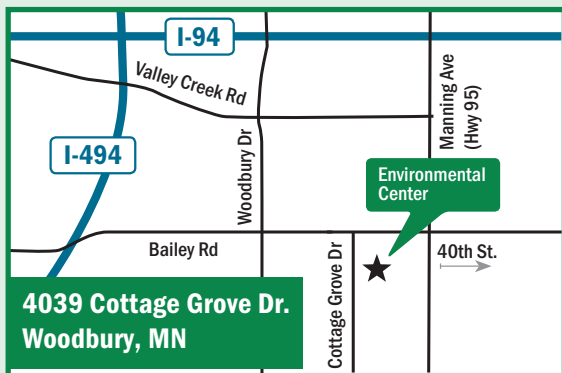 I-94
Valley Creek Rd
Manning Ave
(Hwy 95)
I-494
Woodbury Dr
Environmental
Center
Bailey Rd
40th St.
Cottage Grove Dr
4039 Cottage Grove Dr.
Woodbury, MN